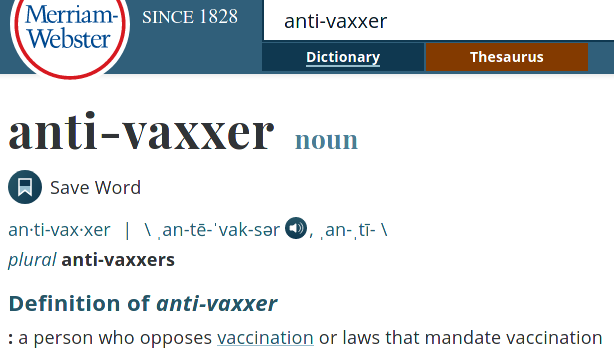 Merriam-
Webster
SINCE 1828
anti-vaxxer
Dictionary
Thesaurus
anti-vaxxer noun
Save Word
an·ti-vax·xer | \ ˌan-tē-ˈvak-sər , ˌan-ˌtī- \
plural anti-vaxxers
Definition of anti-vaxxer
: a person who opposes vaccination or laws that mandate vaccination